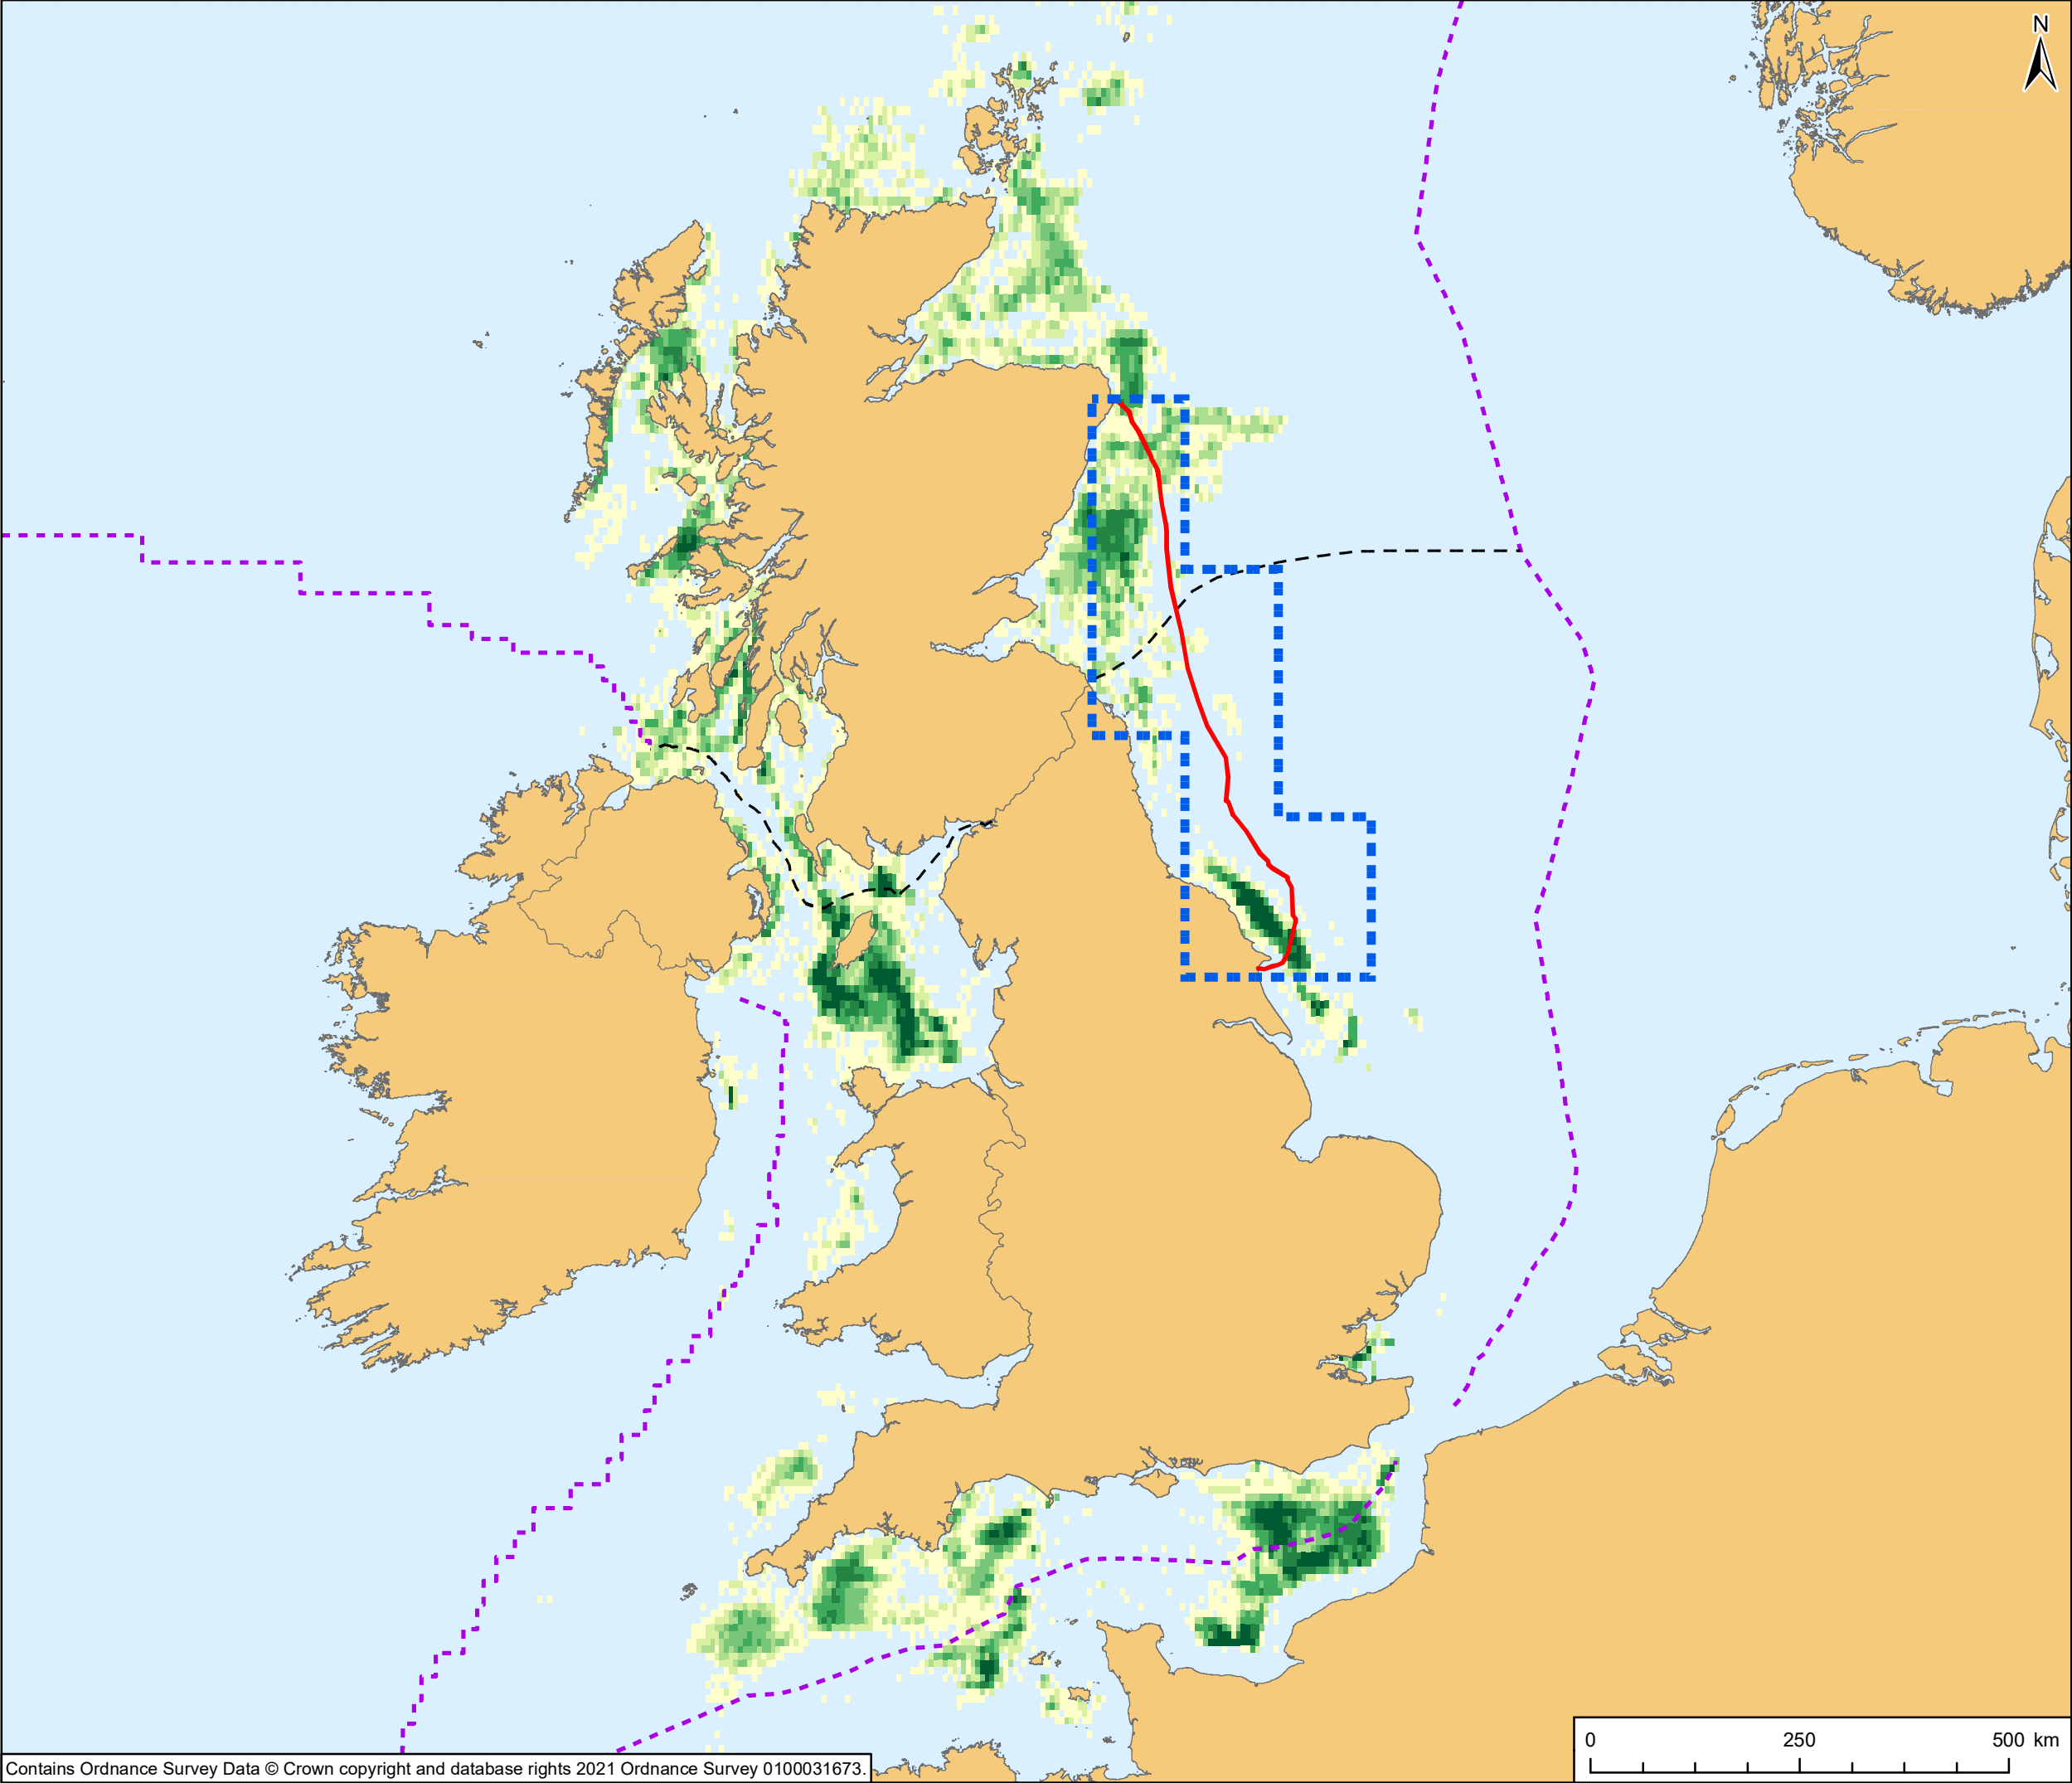 N
0 250 500 km
Contains Ordnance Survey Data © Crown copyright and database rights 2021 Ordnance Survey 0100031673.